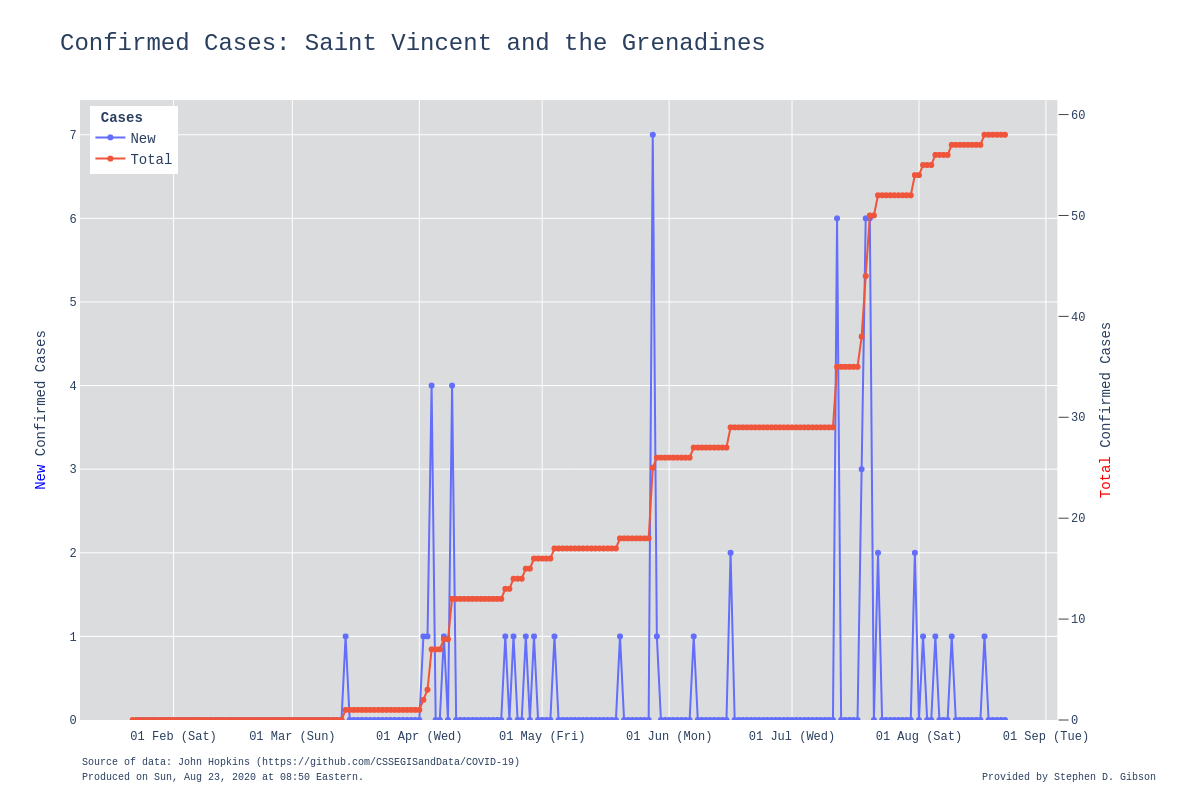 Confirmed Cases: Saint Vincent and the Grenadines
Cases
New
Total
7
6
5
4
3
2
1
0
New Confirmed Cases
60
50
40
30
20
10
0
Total Confirmed Cases
01 Feb (Sat)
01 Mar (Sun)
01 Apr (Wed)
01 May (Fri)
01 Jun (Mon)
01 Jul (Wed)
01 Aug (Sat)
01 Sep (Tue)
Source of data: John Hopkins (https://github.com/CSSEGISandData/COVID-19)
Produced on Sun, Aug 23, 2020 at 08:50 Eastern.
Provided by Stephen D. Gibson